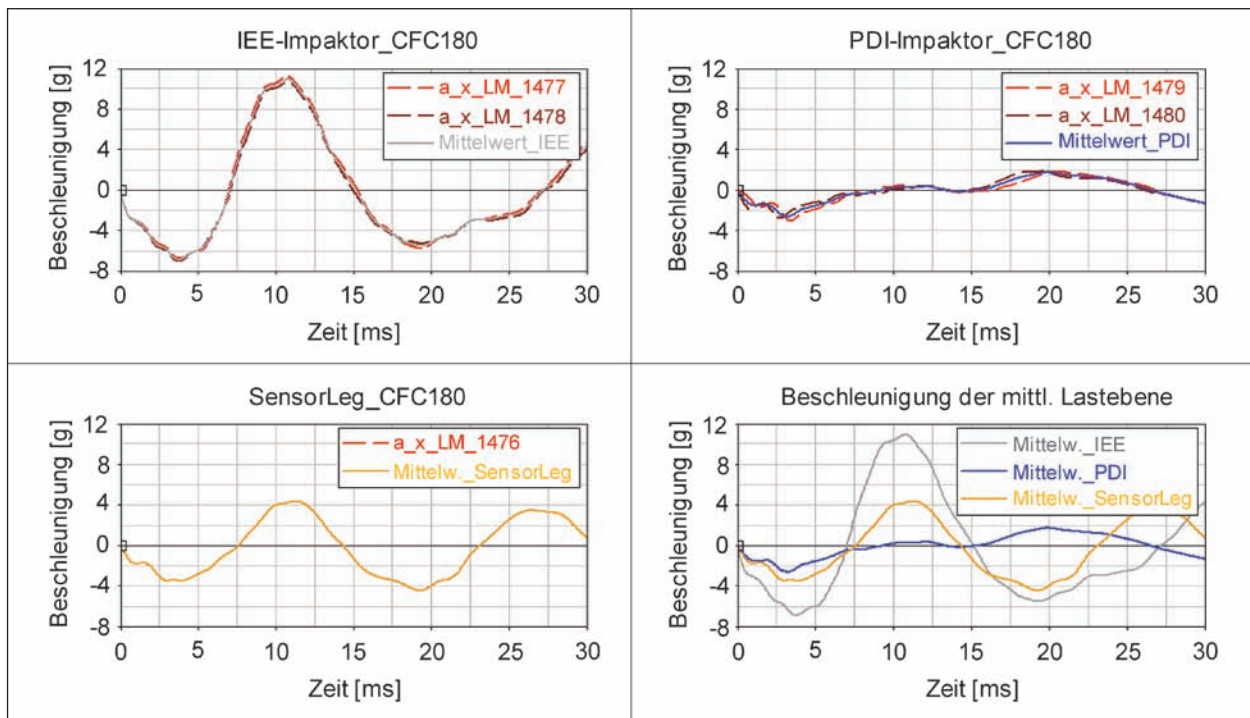 IEE-Impaktor_CFC180
Beschleunigung [g]
12
8
4
0
-4
-8
a_x_LM_1477
a_x_LM_1478
Mittelwert_IEE
0 5 10 15 20 25 30
Zeit [ms]
PDI-Impaktor_CFC180
Beschleunigung [g]
12
8
4
0
-4
-8
a_x_LM_1479
a_x_LM_1480
Mittelwert_PDI
0 5 10 15 20 25 30
Zeit [ms]
SensorLeg_CFC180
Beschleunigung [g]
12
8
4
0
-4
-8
a_x_LM_1476
Mittelw._SensorLeg
0 5 10 15 20 25 30
Zeit [ms]
Beschleunigung der mittl. Lastebene
Beschleunigung [g]
12
8
4
0
-4
-8
Mittelw._IEE
Mittelw._PDI
Mittelw._SensorLeg
0 5 10 15 20 25 30
Zeit [ms]